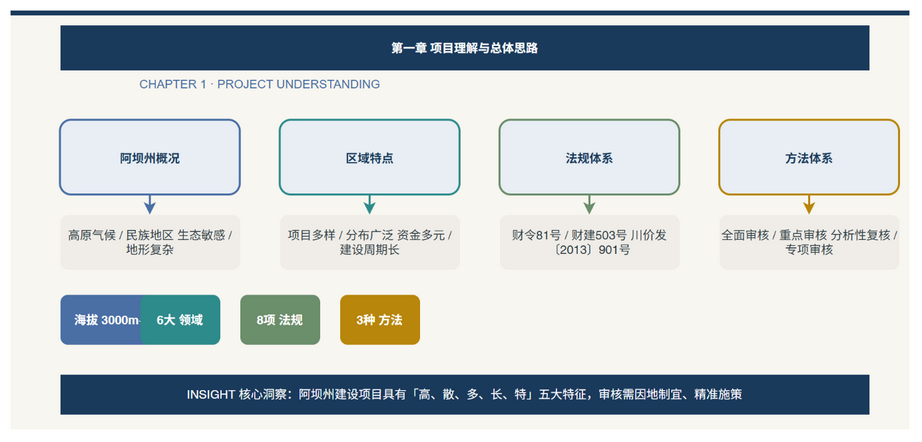 第一章 项目理解与总体思路
CHAPTER 1 · PROJECT UNDERSTANDING
阿坝州概况
区域特点
法规体系
方法体系
高原气候 / 民族地区 生态敏感 /
地形复杂
项目多样 / 分布广泛 资金多元 /
建设周期长
财令81号 / 财建503号 川价发
〔2013〕901号
全面审核 / 重点审核 分析性复核 /
专项审核
海拔 3000m
6大 领域
8项 法规
3种 方法
INSIGHT 核心洞察：阿坝州建设项目具有「高、散、多、长、特」五大特征，审核需因地制宜、精准施策